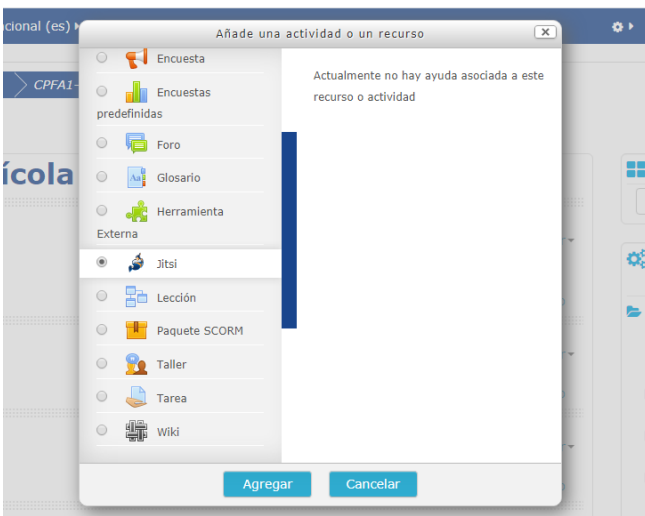 acional (es)
Añade una actividad o un recurso
CPFA1-
ícola
Encuesta
Encuestas
predefinidas
Foro
Glosario
Herramienta
Externa
Jitsi
Lección
Paquete SCORM
Taller
Tarea
Wiki
Actualmente no hay ayuda asociada a este
recurso o actividad
Agregar
Cancelar